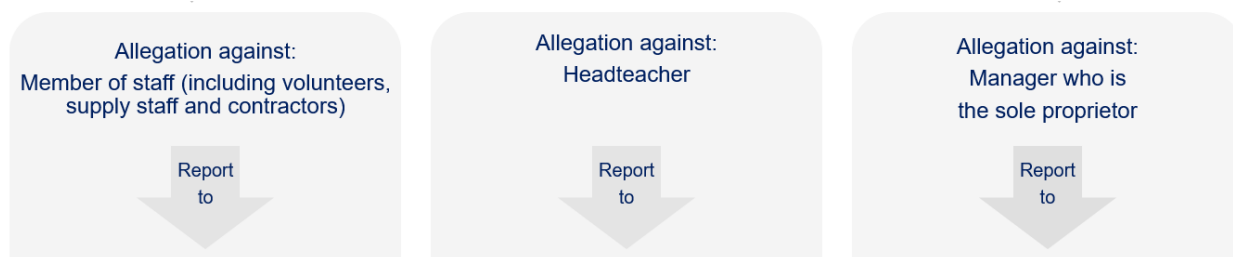 Allegation against:
Member of staff (including volunteers,
supply staff and contractors)
Report
to
Allegation against:
Headteacher
Report
to
Allegation against:
Manager who is
the sole proprietor
Report
to